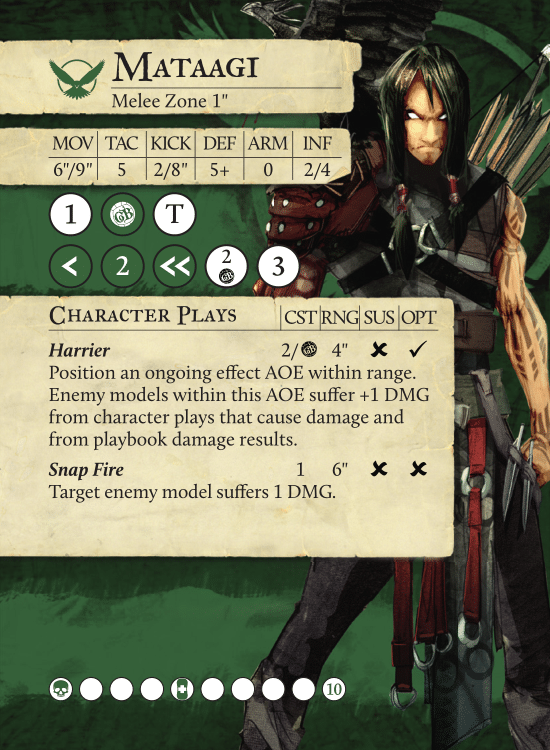 Mataagi
Melee Zone 1"
MOV TAC KICK DEF ARM INF
6"/9" 5 2/8" 5+ 0 2/4
1 GB T
< 2 << 2 GB 3
Character Plays CST RNG SUS OPT
Harrier 2/GB 4" ✘ ✓
Position an ongoing effect AOE within range.
Enemy models within this AOE suffer +1 DMG
from character plays that cause damage and
from playbook damage results.
Snap Fire 1 6" ✘ ✘
Target enemy model suffers 1 DMG.
10